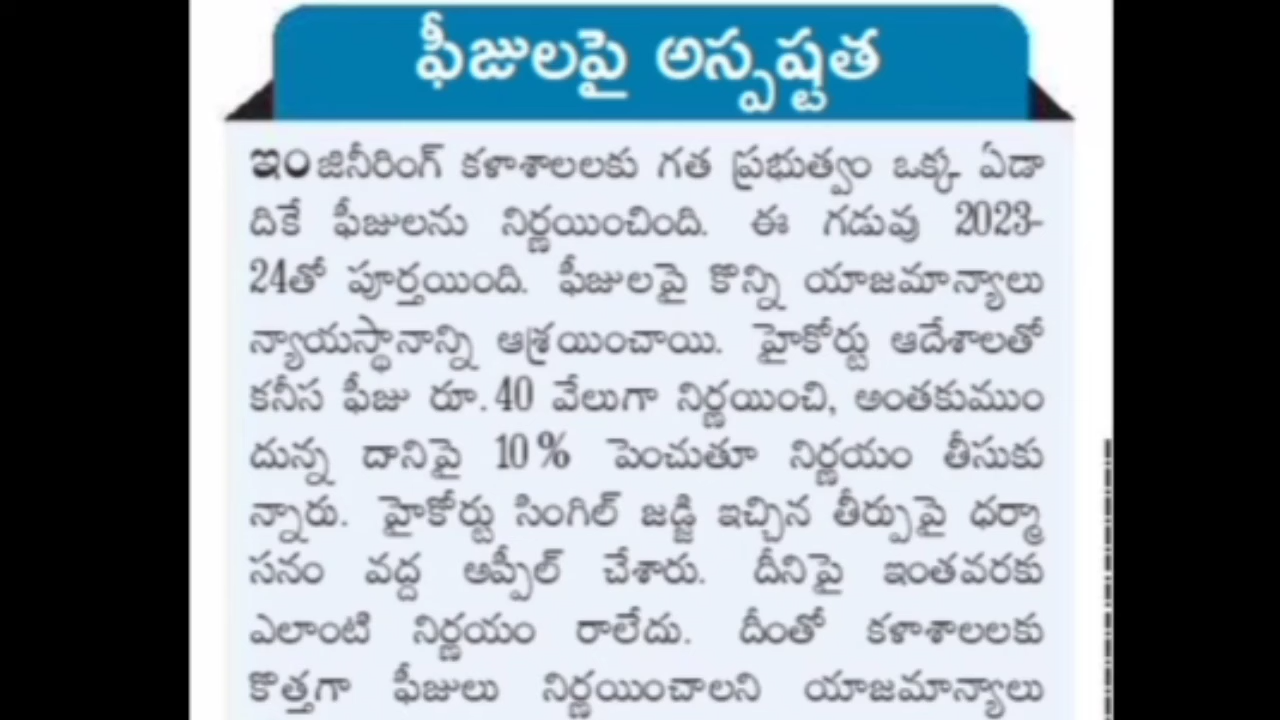 ఫీజులపై అస్పష్టత
ఇంజినీరింగ్ కళాశాలలకు గత ప్రభుత్వం ఒక్క ఏడా
దికే ఫీజులను నిర్ణయించింది. ఈ గడువు 2023-
24తో పూర్తయింది. ఫీజులపై కొన్ని యాజమాన్యాలు
న్యాయస్థానాన్ని ఆశ్రయించాయి. హైకోర్టు ఆదేశాలతో
కనీస ఫీజు రూ.40 వేలుగా నిర్ణయించి, అంతకుముం
దున్న దానిపై 10% పెంచుతూ నిర్ణయం తీసుకు
న్నారు. హైకోర్టు సింగిల్ జడ్జి ఇచ్చిన తీర్పుపై ధర్మా
సనం వద్ద అప్పీల్ చేశారు. దీనిపై ఇంతవరకు
ఎలాంటి నిర్ణయం రాలేదు. దీంతో కళాశాలలకు
కొత్తగా ఫీజులు నిర్ణయించాలని యాజమాన్యాలు